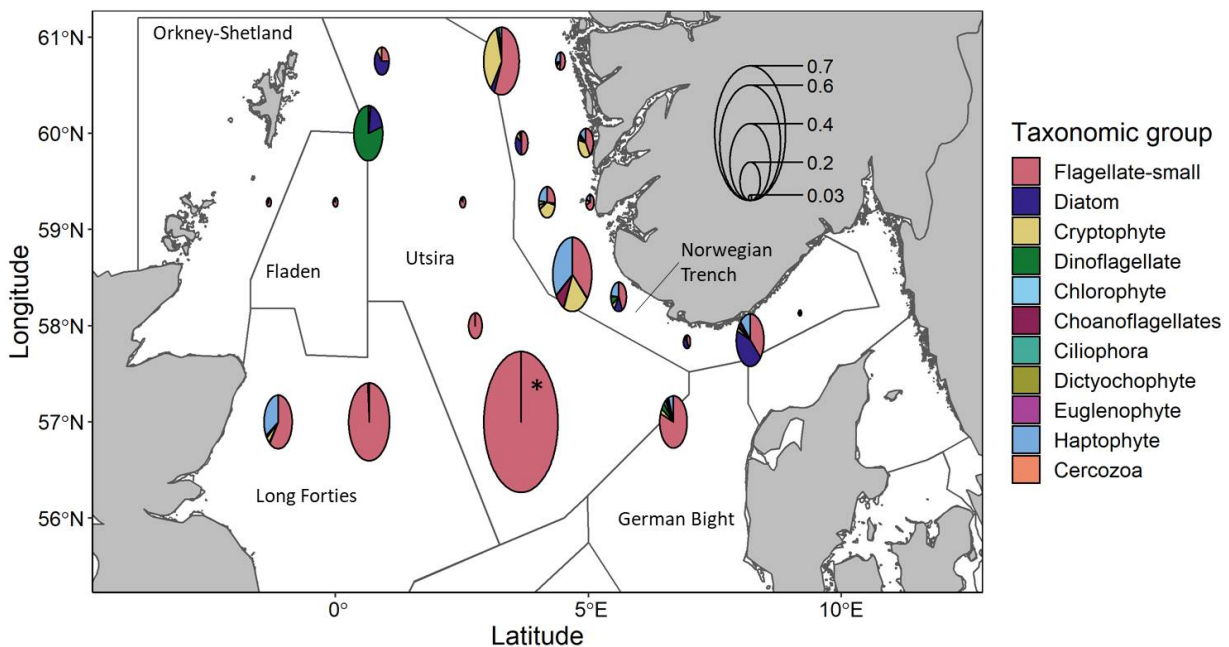 61°N
60°N
59°N
58°N
57°N
56°N
Longitude
0°
5°E
10°E
Latitude
Orkney-Shetland
Fladen
Utsira
Norwegian
Trench
Long Forties
German Bight
*
0.7
0.6
0.4
0.2
0.03
Taxonomic group
Flagellate-small
Diatom
Cryptophyte
Dinoflagellate
Chlorophyte
Choanoflagellates
Ciliophora
Dictyochophyte
Euglenophyte
Haptophyte
Cercozoa